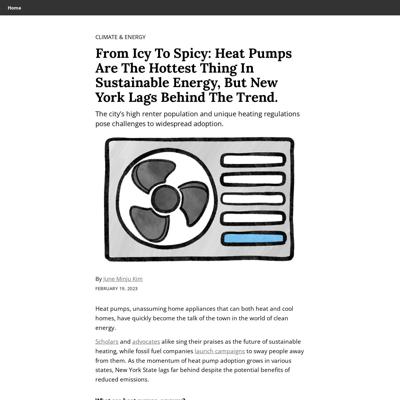 Home
CLIMATE & ENERGY
From Icy To Spicy: Heat Pumps
Are The Hottest Thing In
Sustainable Energy, But New
York Lags Behind The Trend.
The city's high renter population and unique heating regulations
pose challenges to widespread adoption.
By June Minju Kim
FEBRUARY 19, 2023
Heat pumps, unassuming home appliances that can both heat and cool
homes, have quickly become the talk of the town in the world of clean
energy.
Scholars and advocates alike sing their praises as the future of sustainable
heating, while fossil fuel companies launch campaigns to sway people away
from them. As the momentum of heat pump adoption grows in various
states, New York State lags far behind despite the potential benefits of
reduced emissions.